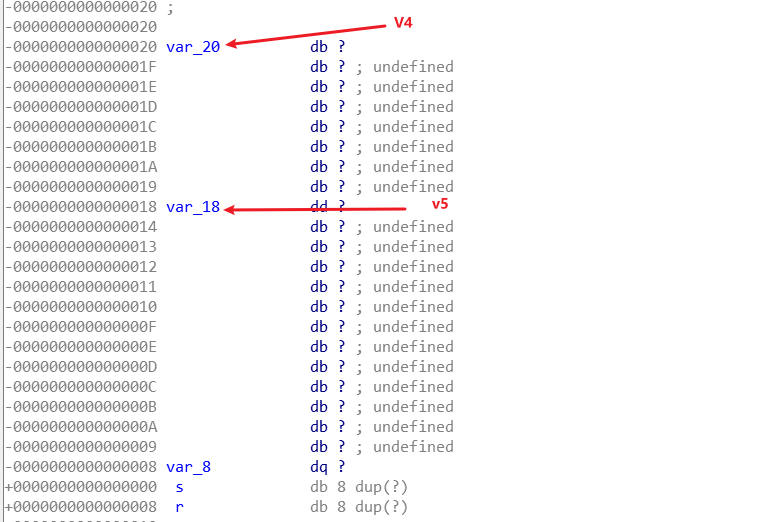 -0000000000000020 ;
-0000000000000020
V4
-0000000000000020 var_20 db ?
-000000000000001F db ? ; undefined
-000000000000001E db ? ; undefined
-000000000000001D db ? ; undefined
-000000000000001C db ? ; undefined
-000000000000001B db ? ; undefined
-000000000000001A db ? ; undefined
-0000000000000019 db ? ; undefined
-0000000000000018 var_18 dd ?
v5
-0000000000000014 db ? ; undefined
-0000000000000013 db ? ; undefined
-0000000000000012 db ? ; undefined
-0000000000000011 db ? ; undefined
-0000000000000010 db ? ; undefined
-000000000000000F db ? ; undefined
-000000000000000E db ? ; undefined
-000000000000000D db ? ; undefined
-000000000000000C db ? ; undefined
-000000000000000B db ? ; undefined
-000000000000000A db ? ; undefined
-0000000000000009 db ? ; undefined
-0000000000000008 var_8 dq ?
+0000000000000000 s db 8 dup(?)
+0000000000000008 r db 8 dup(?)